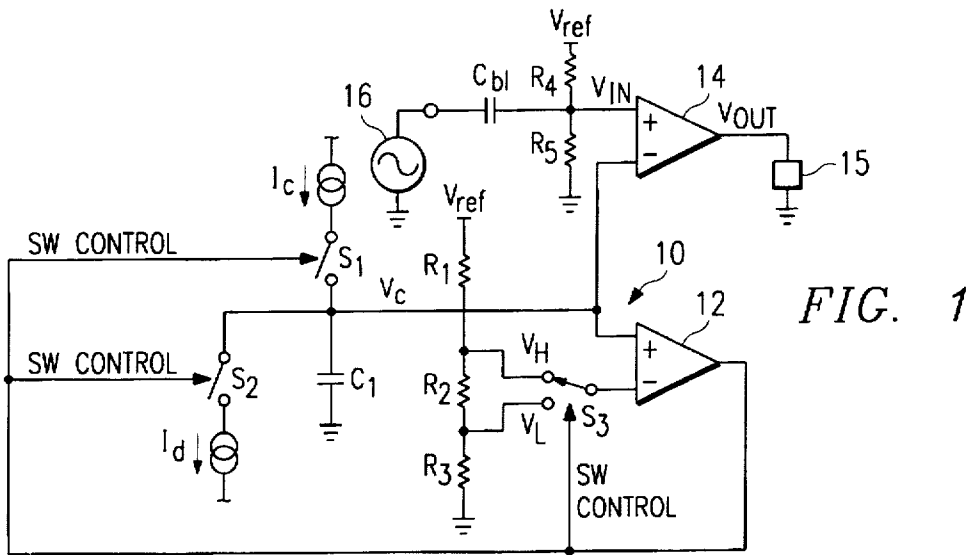 Vref
Cbl
R4
VIN
14
16
VOUT
R5
15
Ic
Vref
SW CONTROL
S1
R1
10
Vc
12
FIG. 1
VH
SW CONTROL
S2
C1
R2
S3
VL
Id
R3
SW
CONTROL